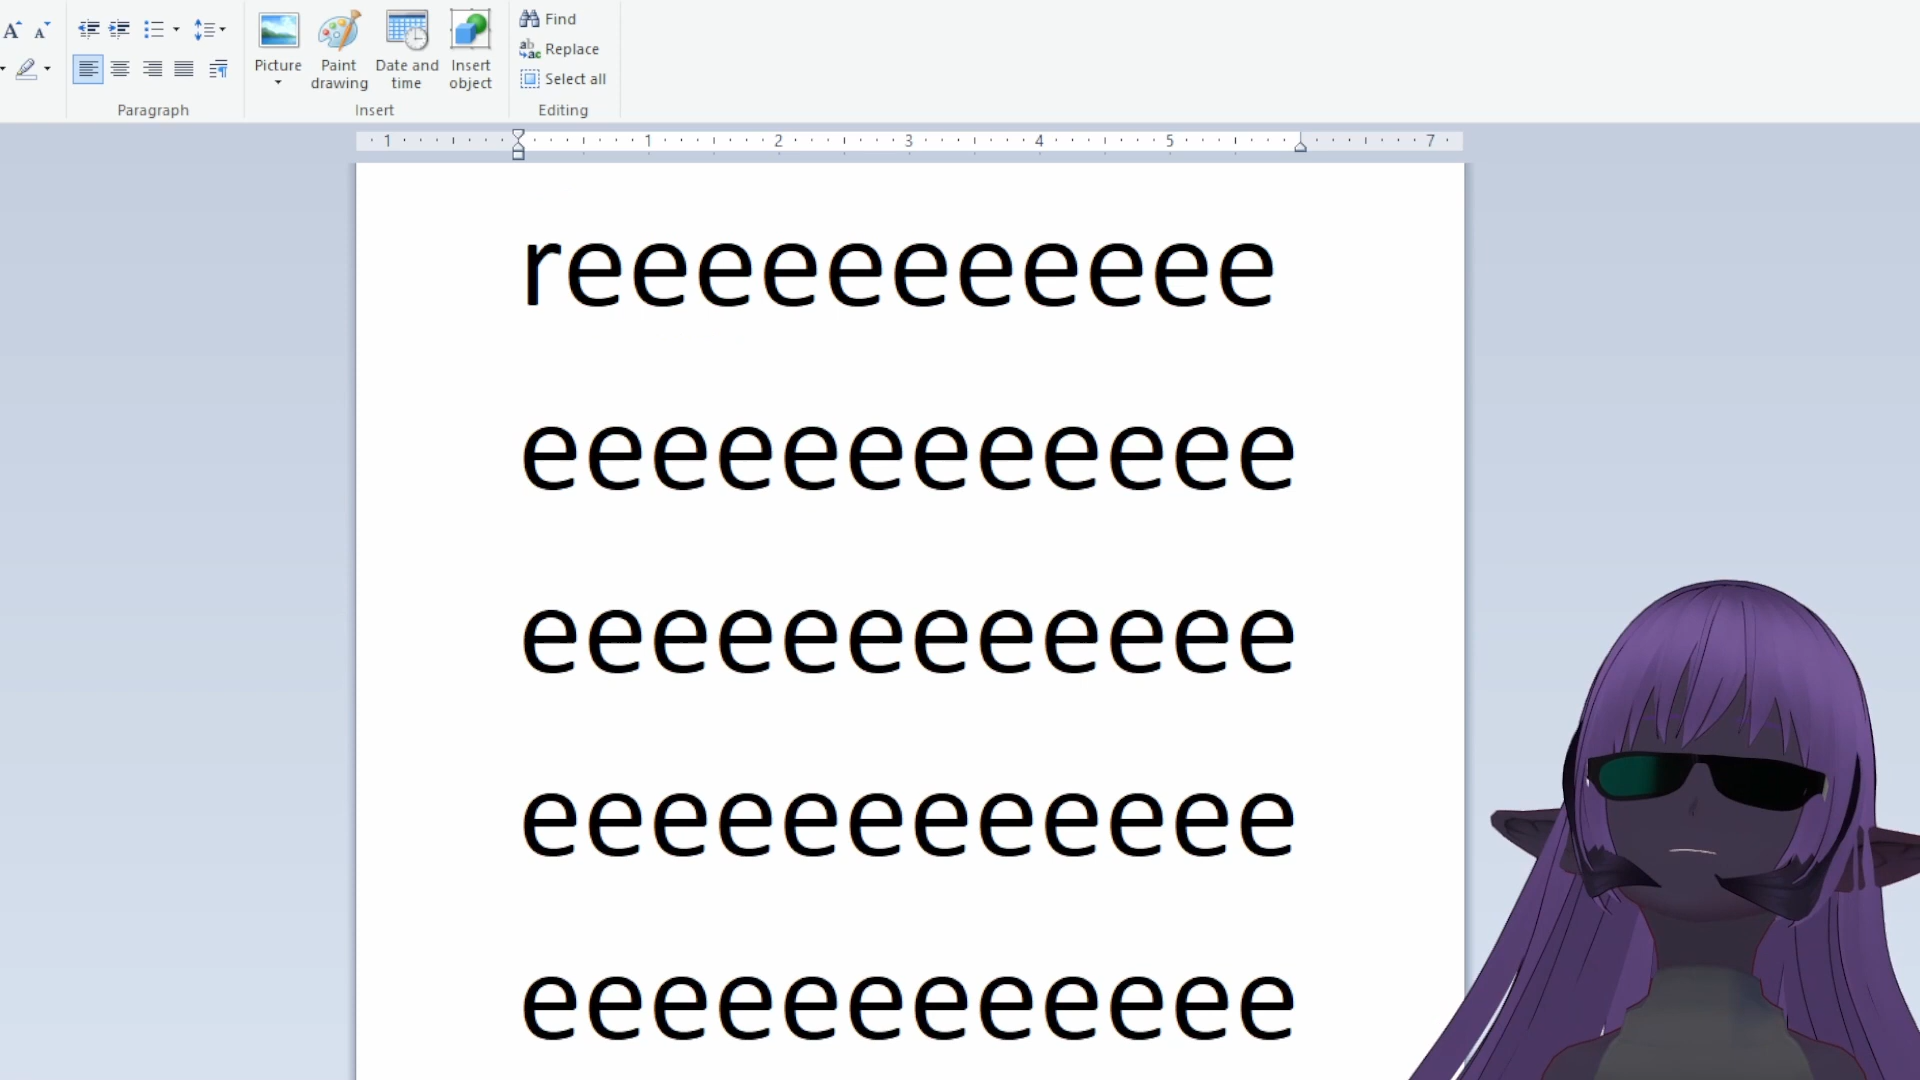 Find
Replace
Select all
Picture
Paint drawing
Date and time
Insert object
Paragraph
Insert
Editing
1 1 2 3 4 5 7
reeeeeeeeeee
eeeeeeeeeeee
eeeeeeeeeeee
eeeeeeeeeeee
eeeeeeeeeeee